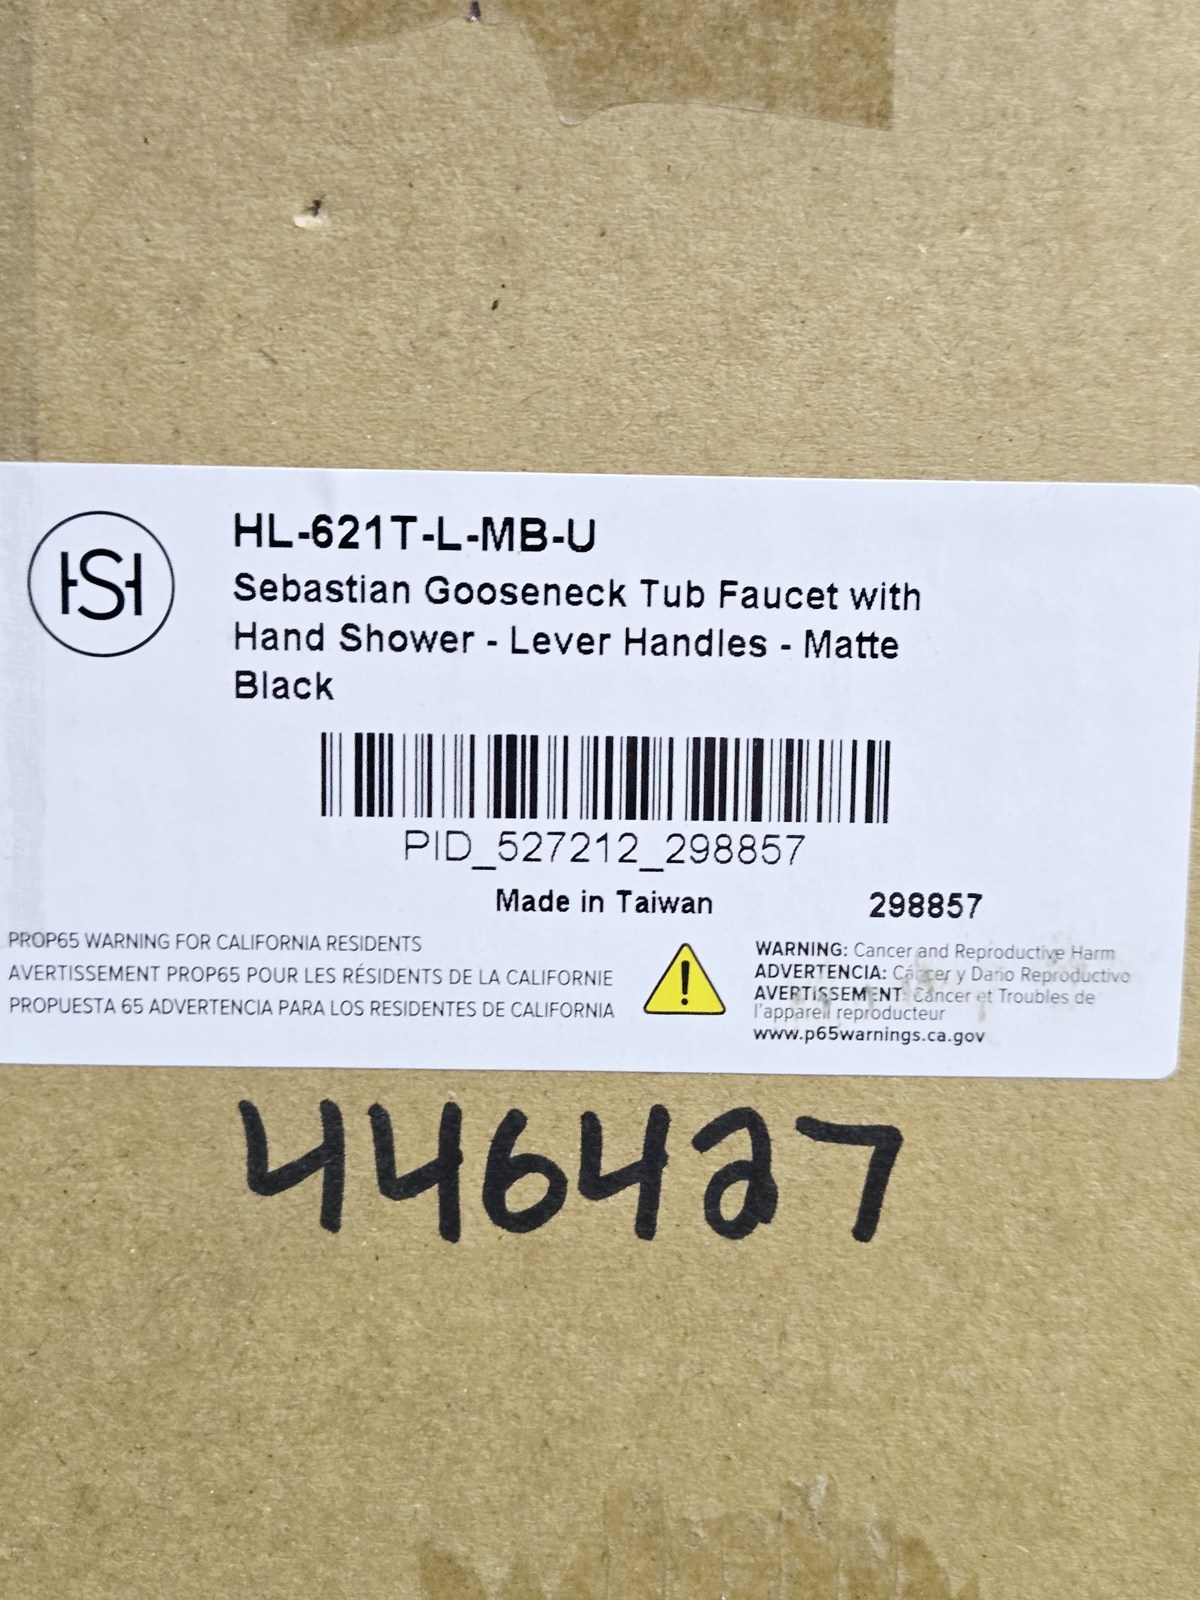 HSH
HL-621T-L-MB-U
Sebastian Gooseneck Tub Faucet with
Hand Shower - Lever Handles - Matte
Black
PID_527212_298857
Made in Taiwan
298857
PROP65 WARNING FOR CALIFORNIA RESIDENTS
AVERTISSEMENT PROP65 POUR LES RÉSIDENTS DE LA CALIFORNIE
PROPUESTA 65 ADVERTENCIA PARA LOS RESIDENTES DE CALIFORNIA
WARNING: Cancer and Reproductive Harm
ADVERTENCIA: Cáncer y Dano Reproductivo
AVERTISSEMENT: Cancer et Troubles de
l'appareil reproducteur
www.p65warnings.ca.gov
446427